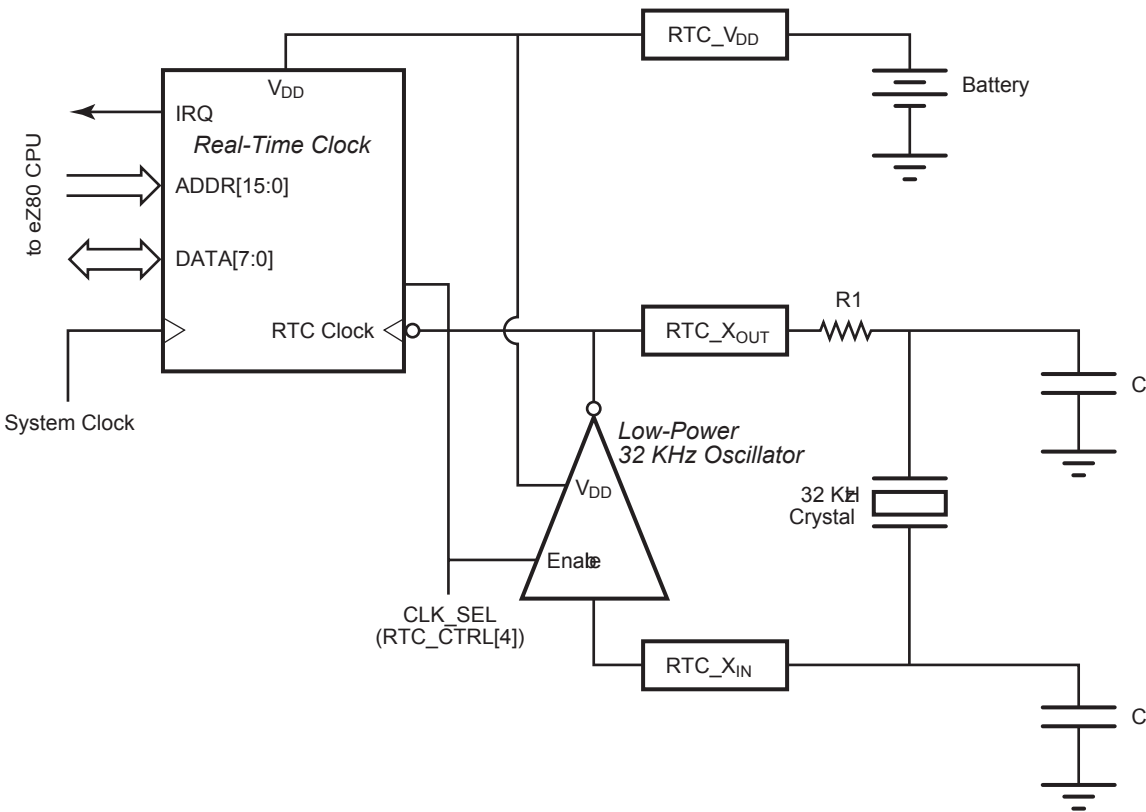 RTC_VDD
Battery
VDD
IRQ
Real-Time Clock
ADDR[15:0]
DATA[7:0]
to eZ80 CPU
RTC Clock
System Clock
RTC_XOUT
R1
C
Low-Power
32 KHz Oscillator
VDD
Enable
32 KHz
Crystal
CLK_SEL
(RTC_CTRL[4])
RTC_XIN
C